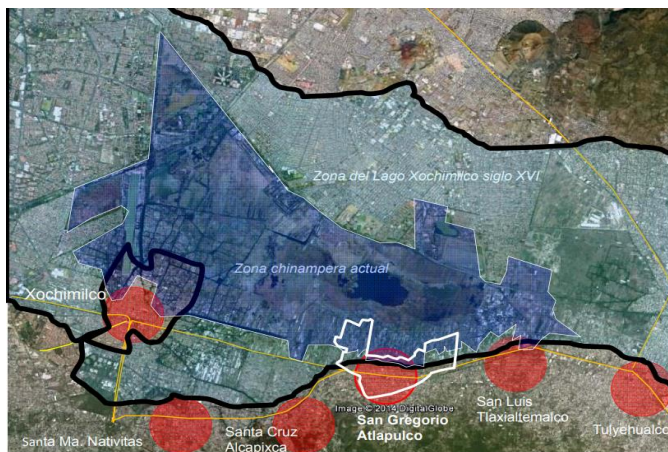 Zona del Lago Xochimilco siglo XVI
Zona chinampera actual
Xochimilco
Image © 2014 DigitalGlobe
San Gregorio
Atlapulco
San Luis
Tlaxialtemalco
Tulyehualco
Santa Ma. Nativitas
Santa Cruz
Alcapixca